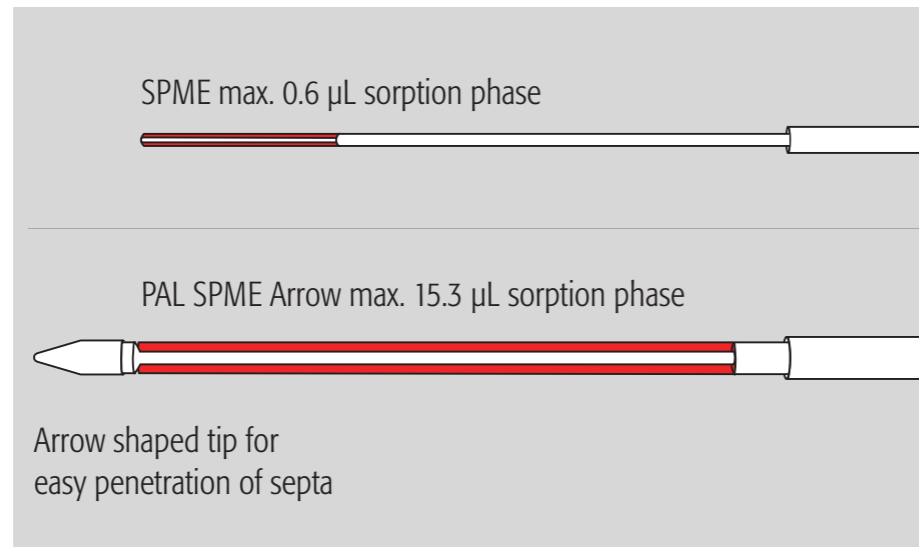 SPME max. 0.6 µL sorption phase
PAL SPME Arrow max. 15.3 µL sorption phase
Arrow shaped tip for
easy penetration of septa